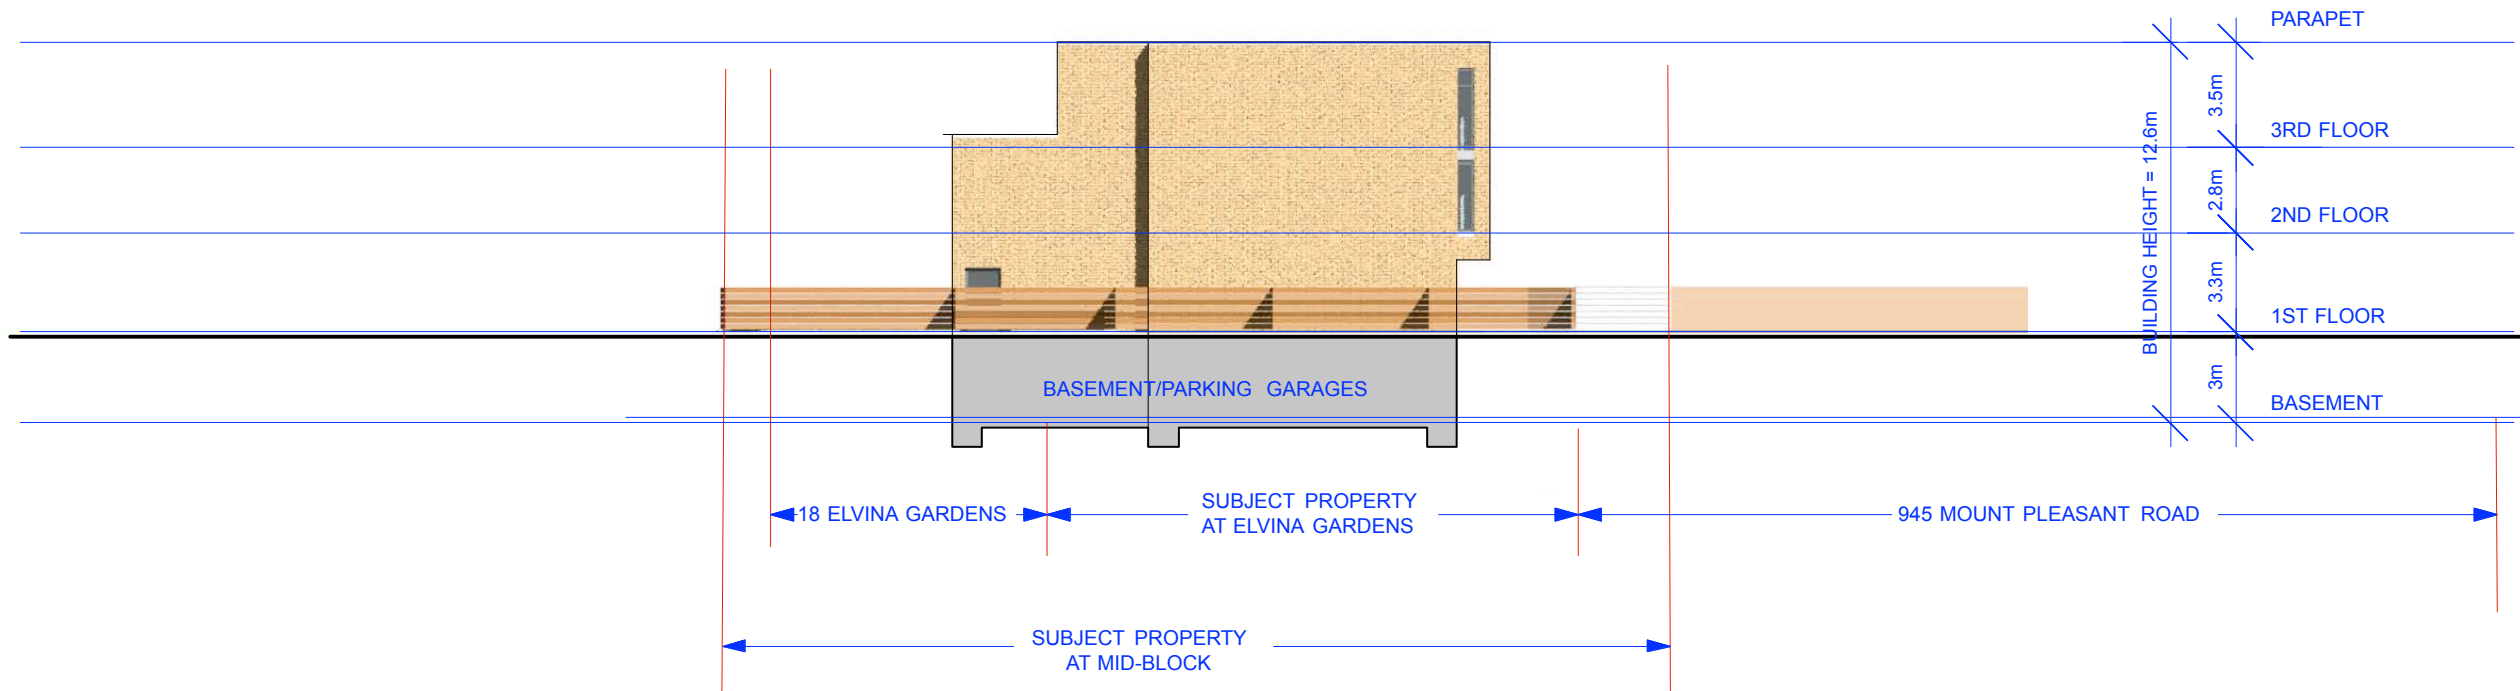 PARAPET
3.5m
3RD FLOOR
BUILDING HEIGHT = 12.6m
2.8m
2ND FLOOR
3.3m
1ST FLOOR
3m
BASEMENT/PARKING GARAGES
BASEMENT
18 ELVINA GARDENS
SUBJECT PROPERTY
AT ELVINA GARDENS
945 MOUNT PLEASANT ROAD
SUBJECT PROPERTY
AT MID-BLOCK